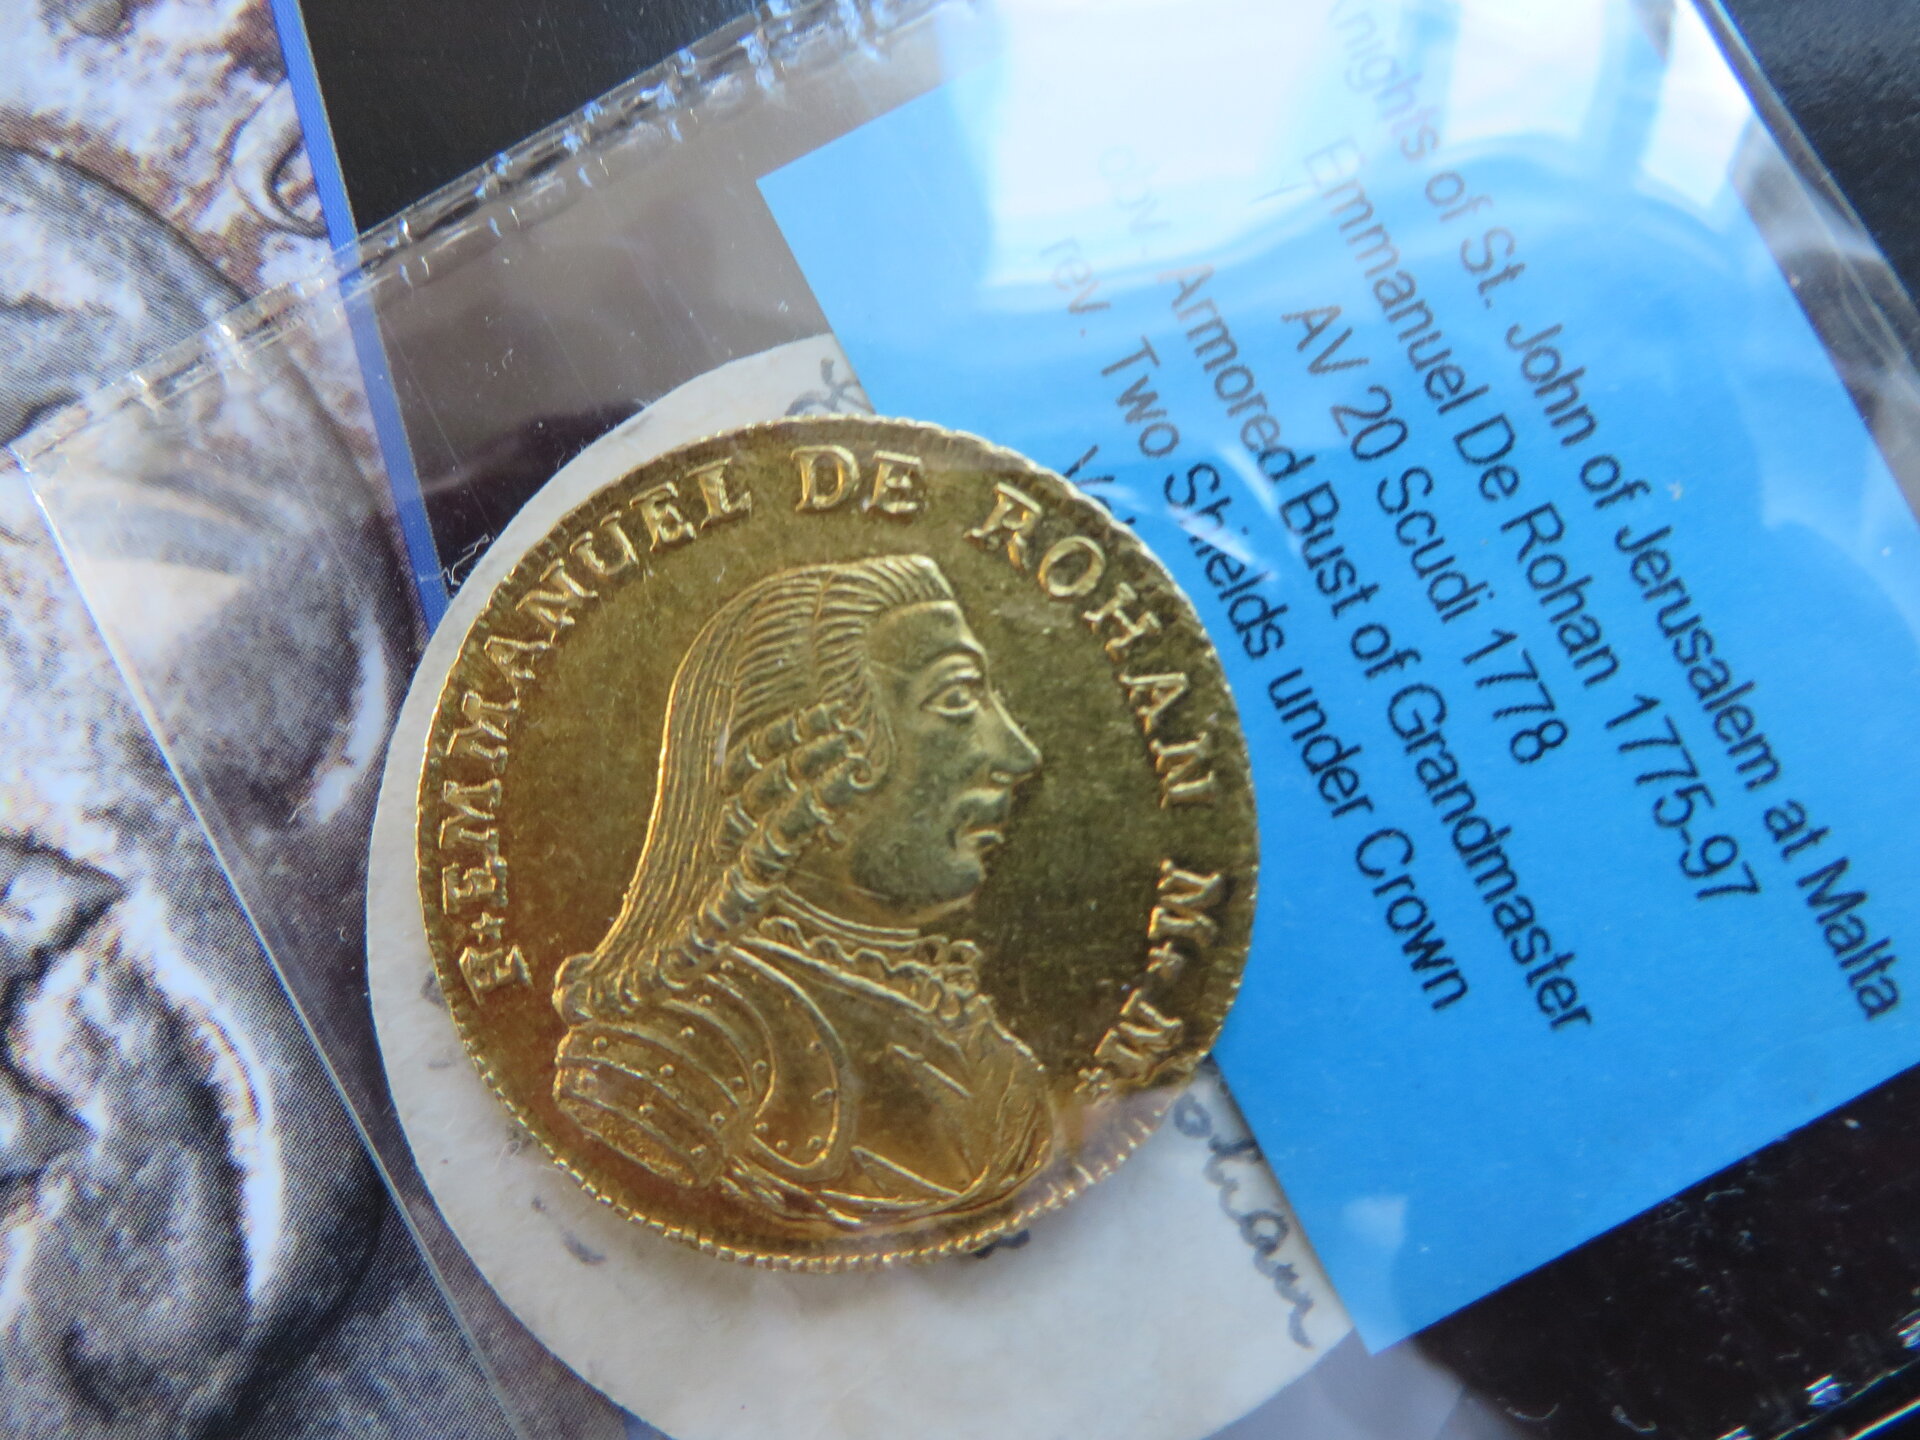 F+EMMANUEL DE ROHAN M+M*
Knights of St. John of Jerusalem at Malta
Emmanuel De Rohan 1775-97
AV 20 Scudi 1778
obv. Armored Bust of Grandmaster
rev. Two Shields under Crown